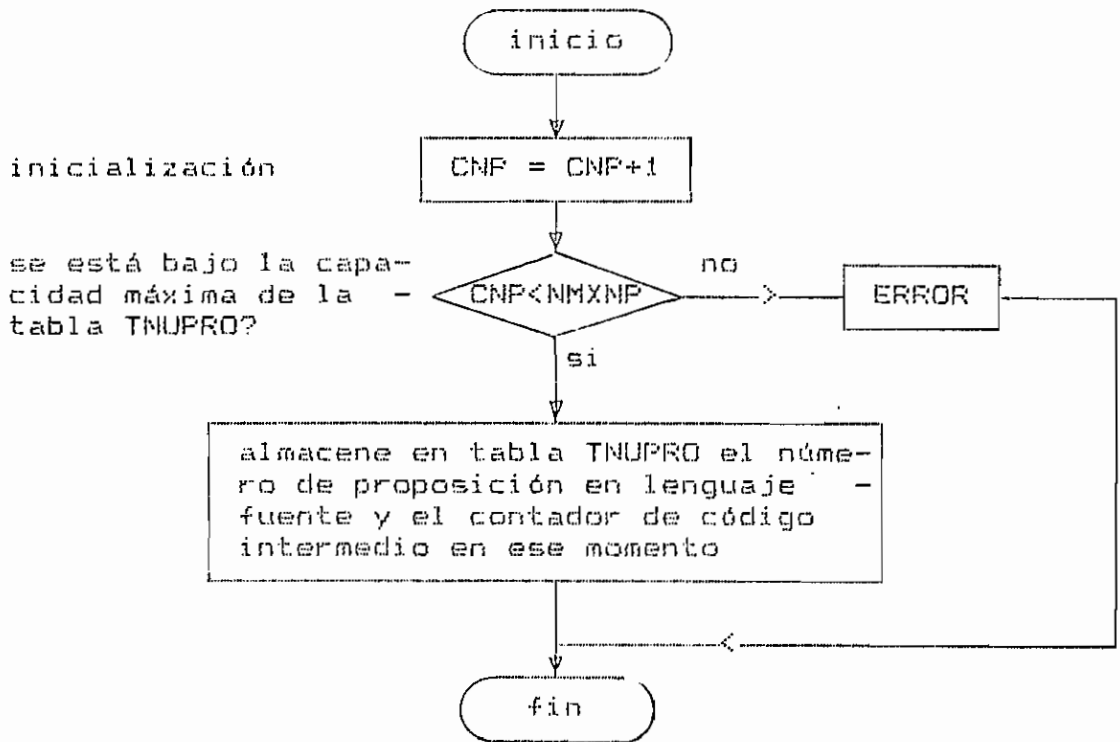 inicio
inicialización
CNP = CNP+1
se está bajo la capa-
cidad máxima de la -
tabla TNUPRO?
CNP<NMXNP
no
ERROR
si
almacene en tabla TNUPRO el núme-
ro de proposición en lenguaje -
fuente y el contador de código
intermedio en ese momento
fin